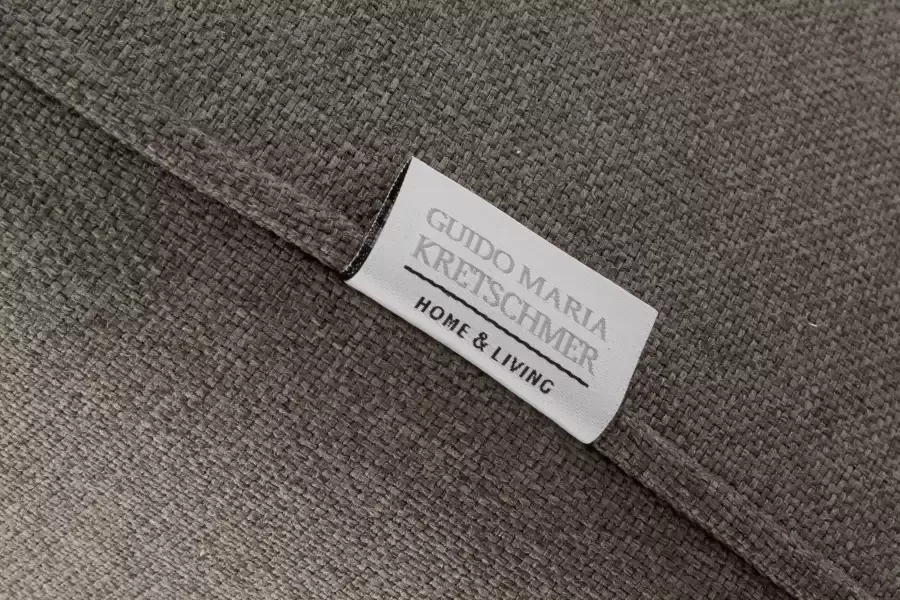 GUIDO MARIA
KRETSCHMER
HOME & LIVING